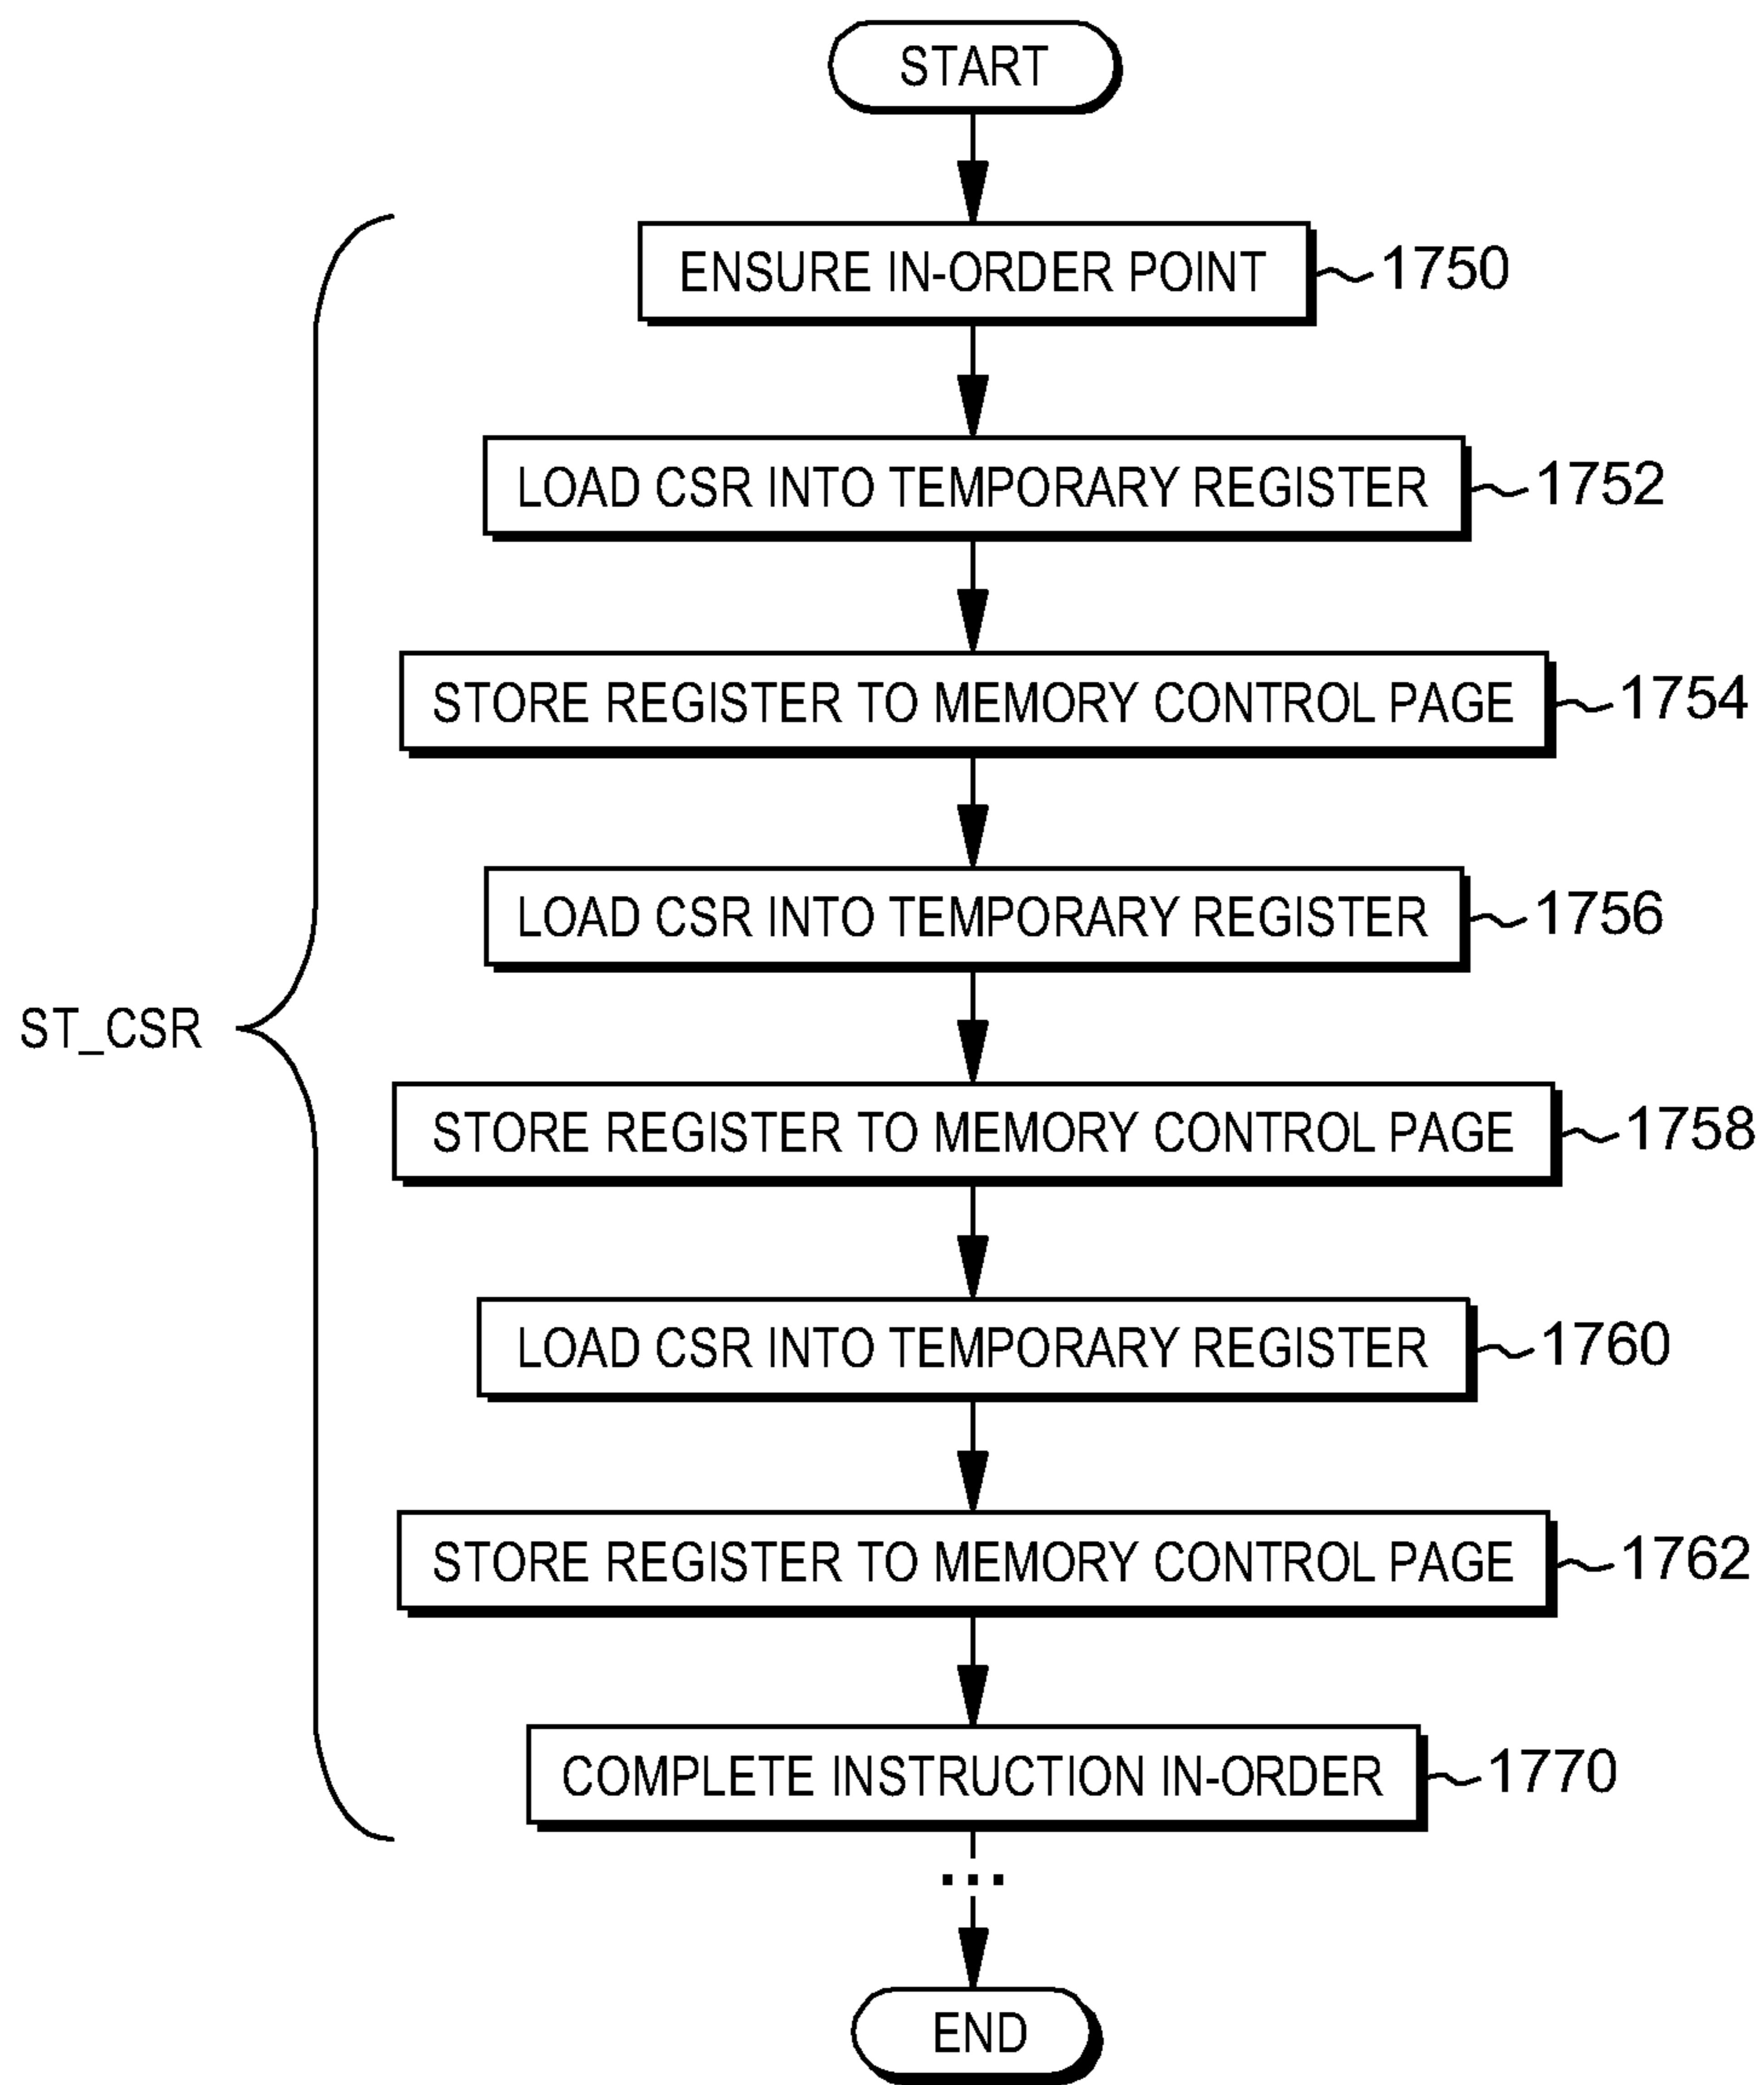 START
ENSURE IN-ORDER POINT 1750
LOAD CSR INTO TEMPORARY REGISTER 1752
STORE REGISTER TO MEMORY CONTROL PAGE 1754
LOAD CSR INTO TEMPORARY REGISTER 1756
ST_CSR
STORE REGISTER TO MEMORY CONTROL PAGE 1758
LOAD CSR INTO TEMPORARY REGISTER 1760
STORE REGISTER TO MEMORY CONTROL PAGE 1762
COMPLETE INSTRUCTION IN-ORDER 1770
...
END